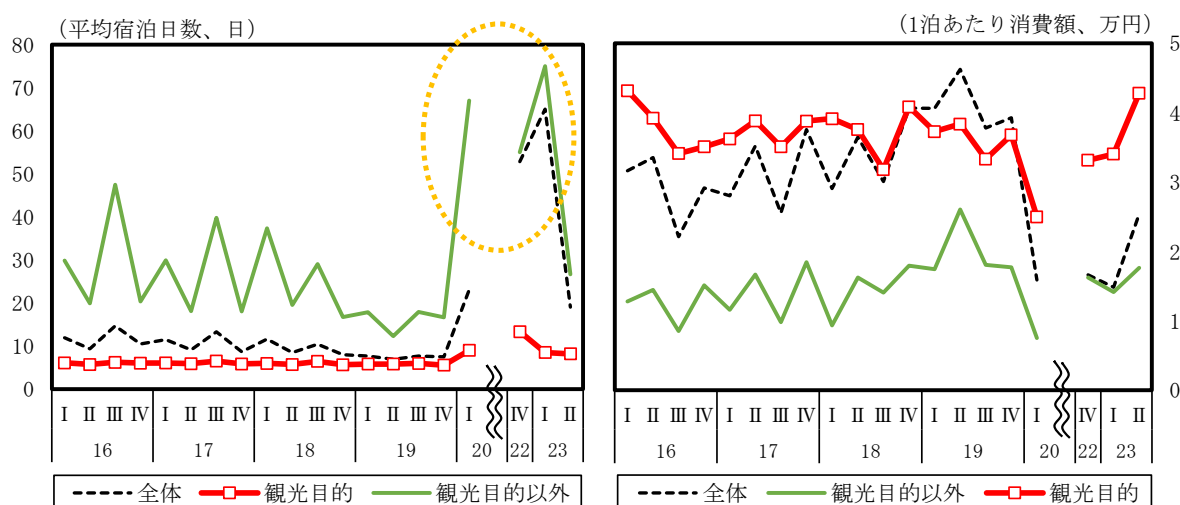 （平均宿泊日数、日）
80
70
60
50
40
30
20
10
0
Ⅰ Ⅱ Ⅲ Ⅳ Ⅰ Ⅱ Ⅲ Ⅳ Ⅰ Ⅱ Ⅲ Ⅳ Ⅰ Ⅱ Ⅲ Ⅳ Ⅰ Ⅳ Ⅰ Ⅱ
16 17 18 19 20 22 23
全体 観光目的 観光目的以外
（1泊あたり消費額、万円）
5
4
3
2
1
0
Ⅰ Ⅱ Ⅲ Ⅳ Ⅰ Ⅱ Ⅲ Ⅳ Ⅰ Ⅱ Ⅲ Ⅳ Ⅰ Ⅱ Ⅲ Ⅳ Ⅰ Ⅳ Ⅰ Ⅱ
16 17 18 19 20 22 23
全体 観光目的以外 観光目的